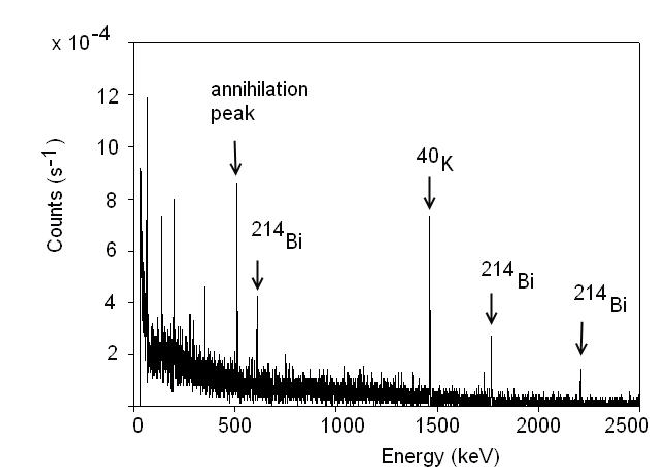 x 10⁻⁴
annihilation
peak
12
10
8
6
4
2
Counts (s⁻¹)
⁴⁰K
²¹⁴Bi
²¹⁴Bi
²¹⁴Bi
0 500 1000 1500 2000 2500
Energy (keV)